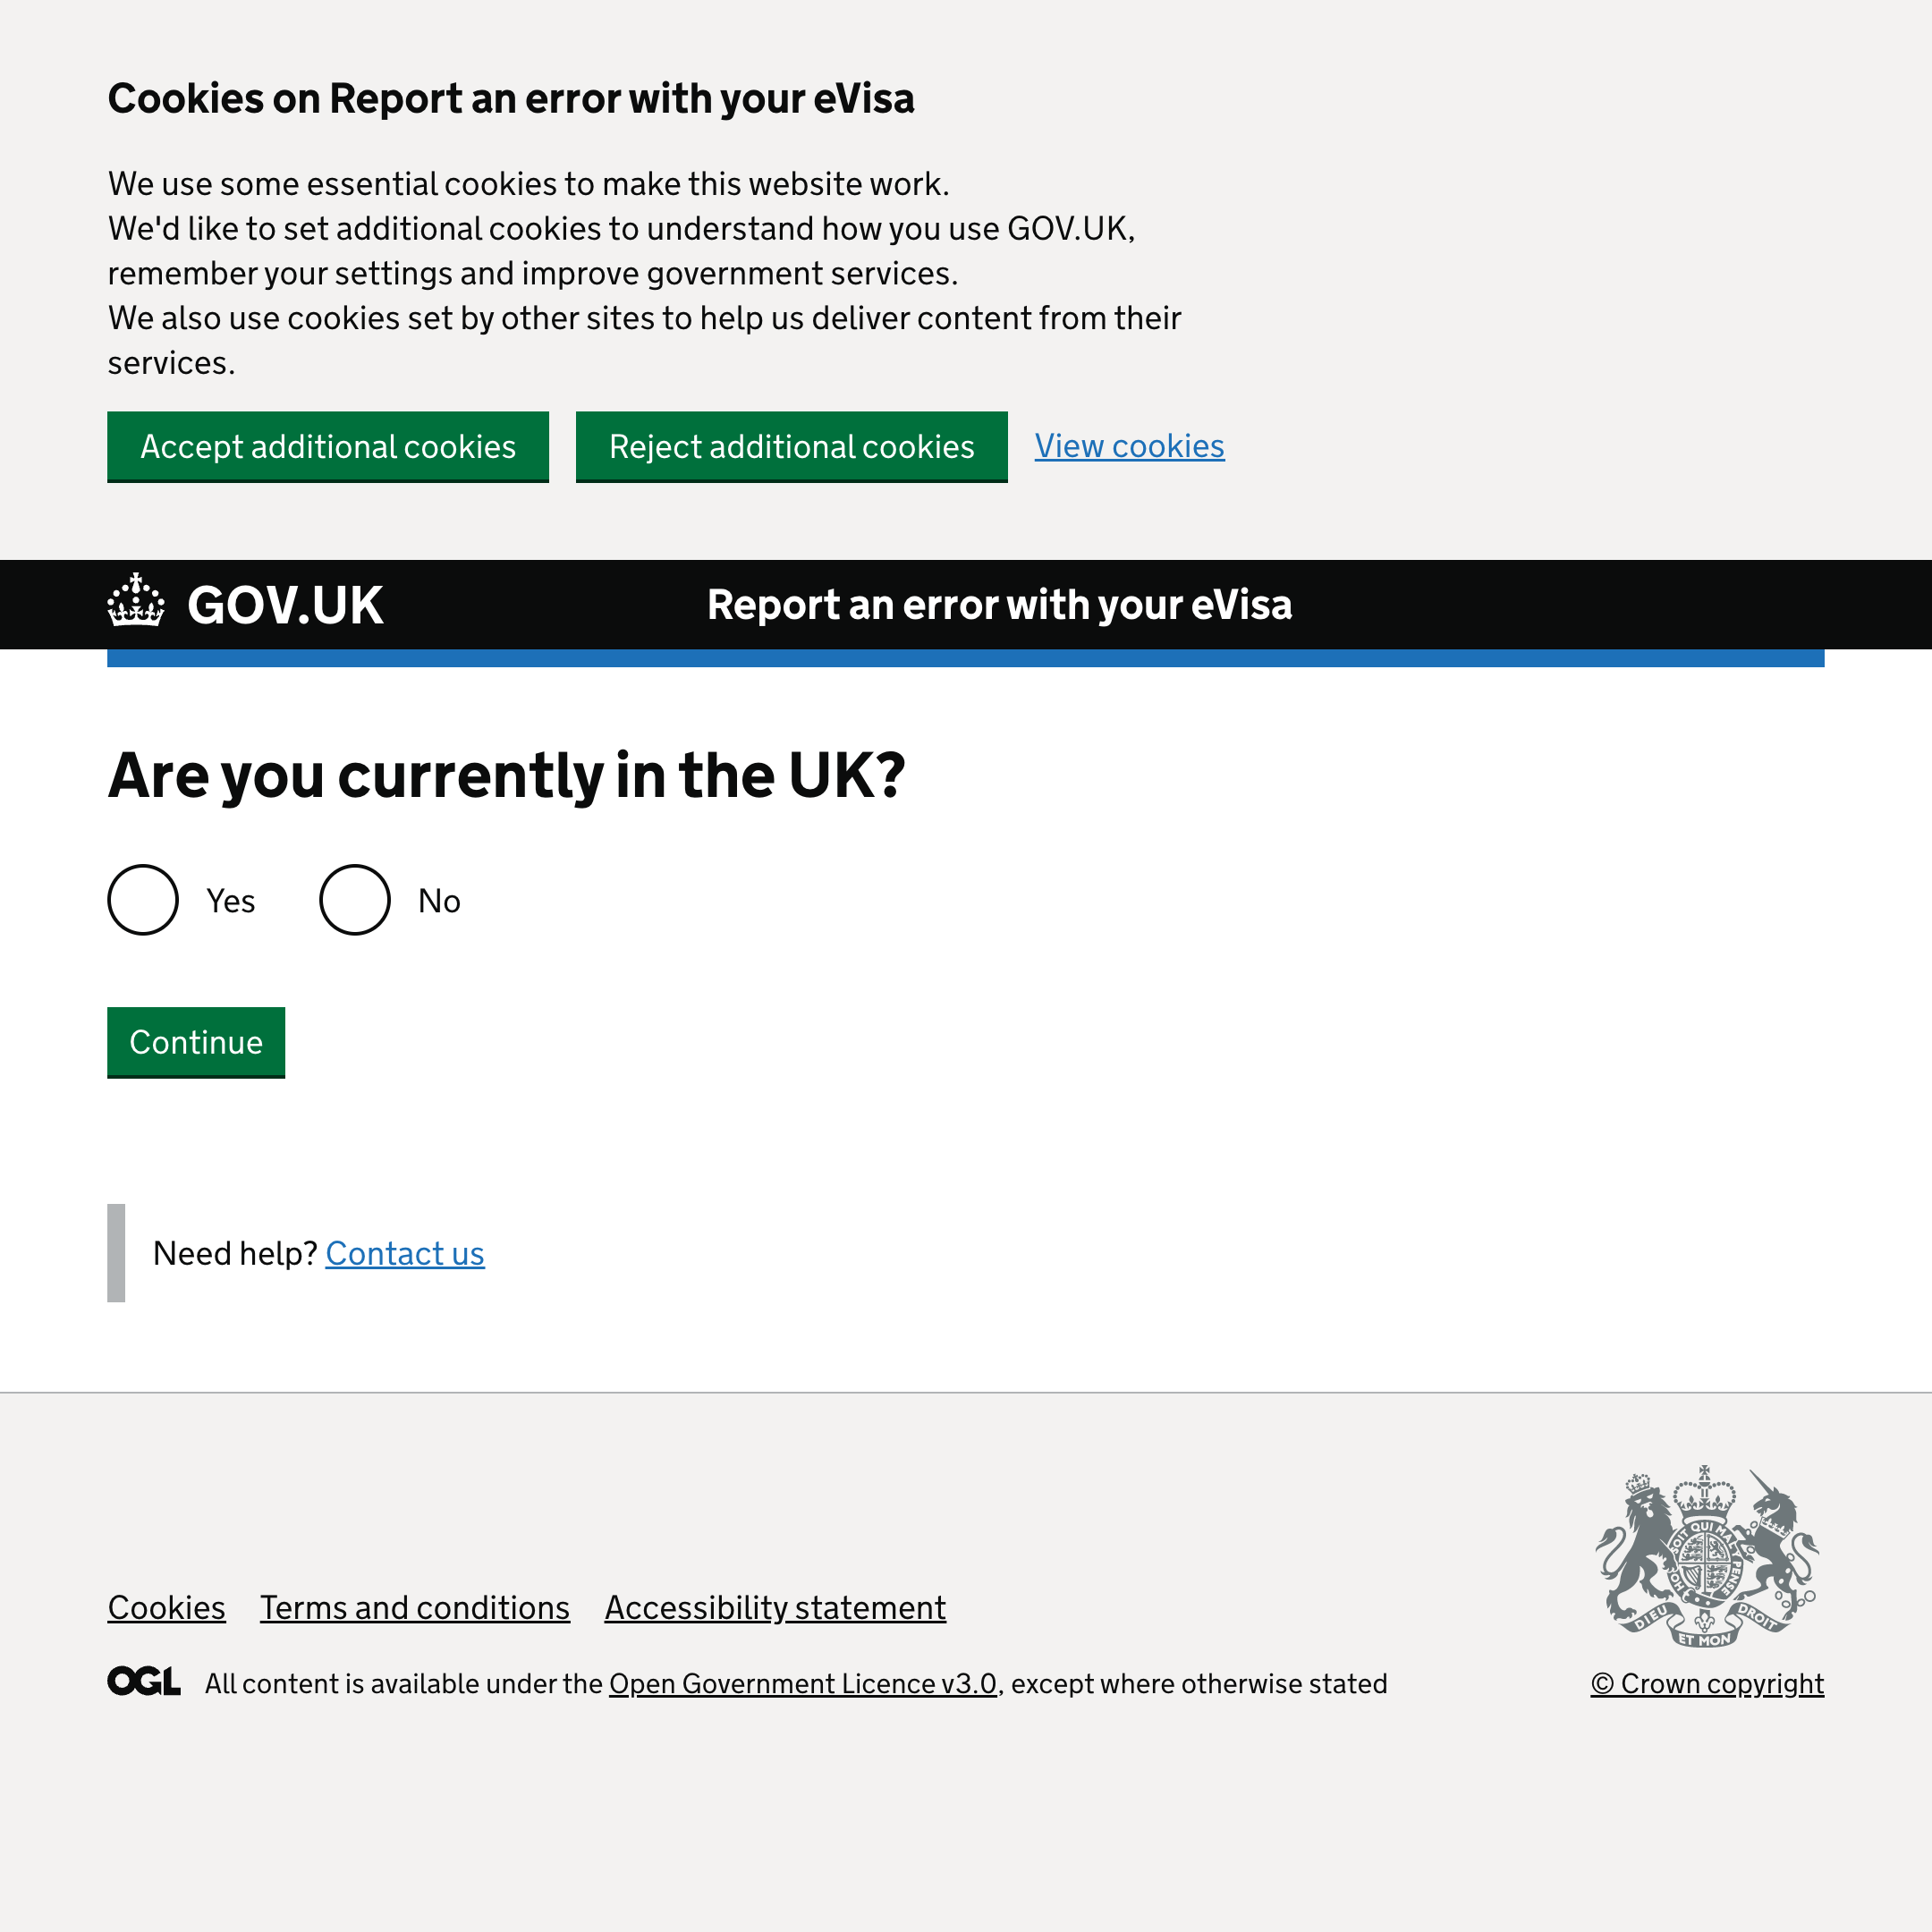 Cookies on Report an error with your eVisa
We use some essential cookies to make this website work.
We'd like to set additional cookies to understand how you use GOV.UK,
remember your settings and improve government services.
We also use cookies set by other sites to help us deliver content from their
services.
Accept additional cookies Reject additional cookies View cookies
GOV.UK Report an error with your eVisa
Are you currently in the UK?
Yes No
Continue
Need help? Contact us
SOIT QUI MAL Y PENSE HON
DIEU ET MON DROIT
Cookies Terms and conditions Accessibility statement
OGL All content is available under the Open Government Licence v3.0, except where otherwise stated
© Crown copyright